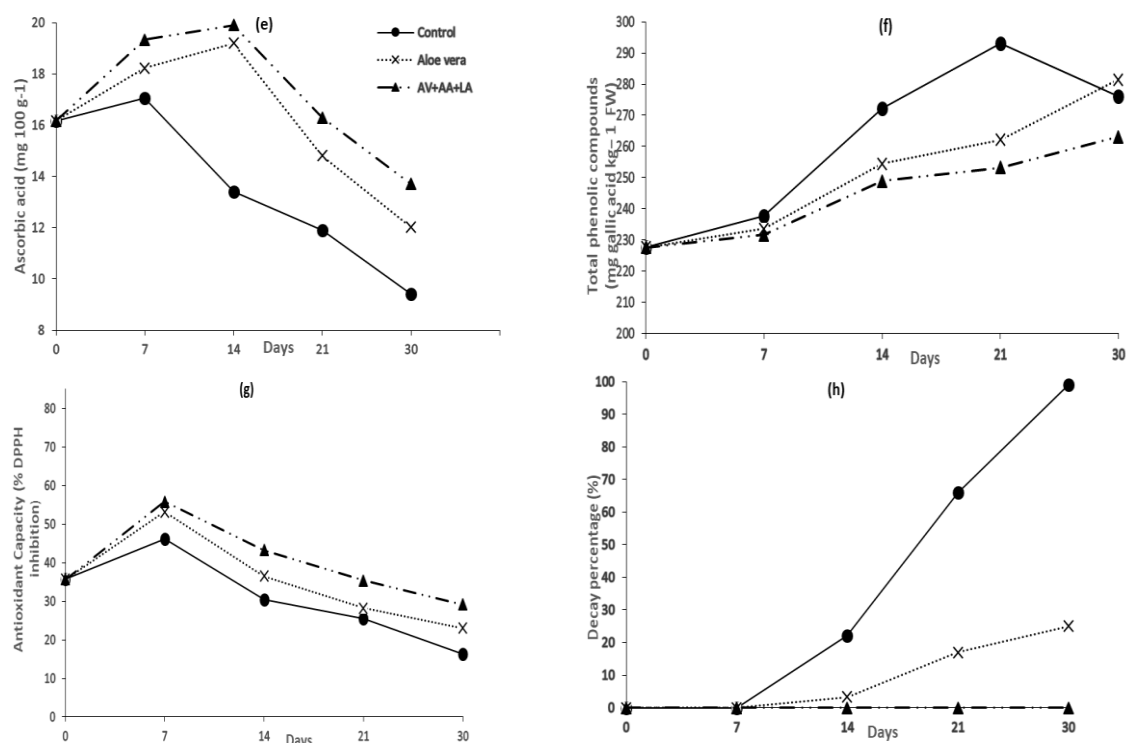 (e)
Control
Aloe vera
AV+AA+LA
Ascorbic acid (mg 100 g-1)
20
18
16
14
12
10
8
0 7 14 21 30
Days
(f)
Total phenolic compounds
(mg gallic acid kg– 1 FW)
300
290
280
270
260
250
240
230
220
210
200
0 7 14 21 30
Days
(g)
Antioxidant Capacity (% DPPH
inhibition)
80
70
60
50
40
30
20
10
0
0 7 14 21 30
Days
(h)
Decay percentage (%)
100
90
80
70
60
50
40
30
20
10
0
0 7 14 21 30
Days